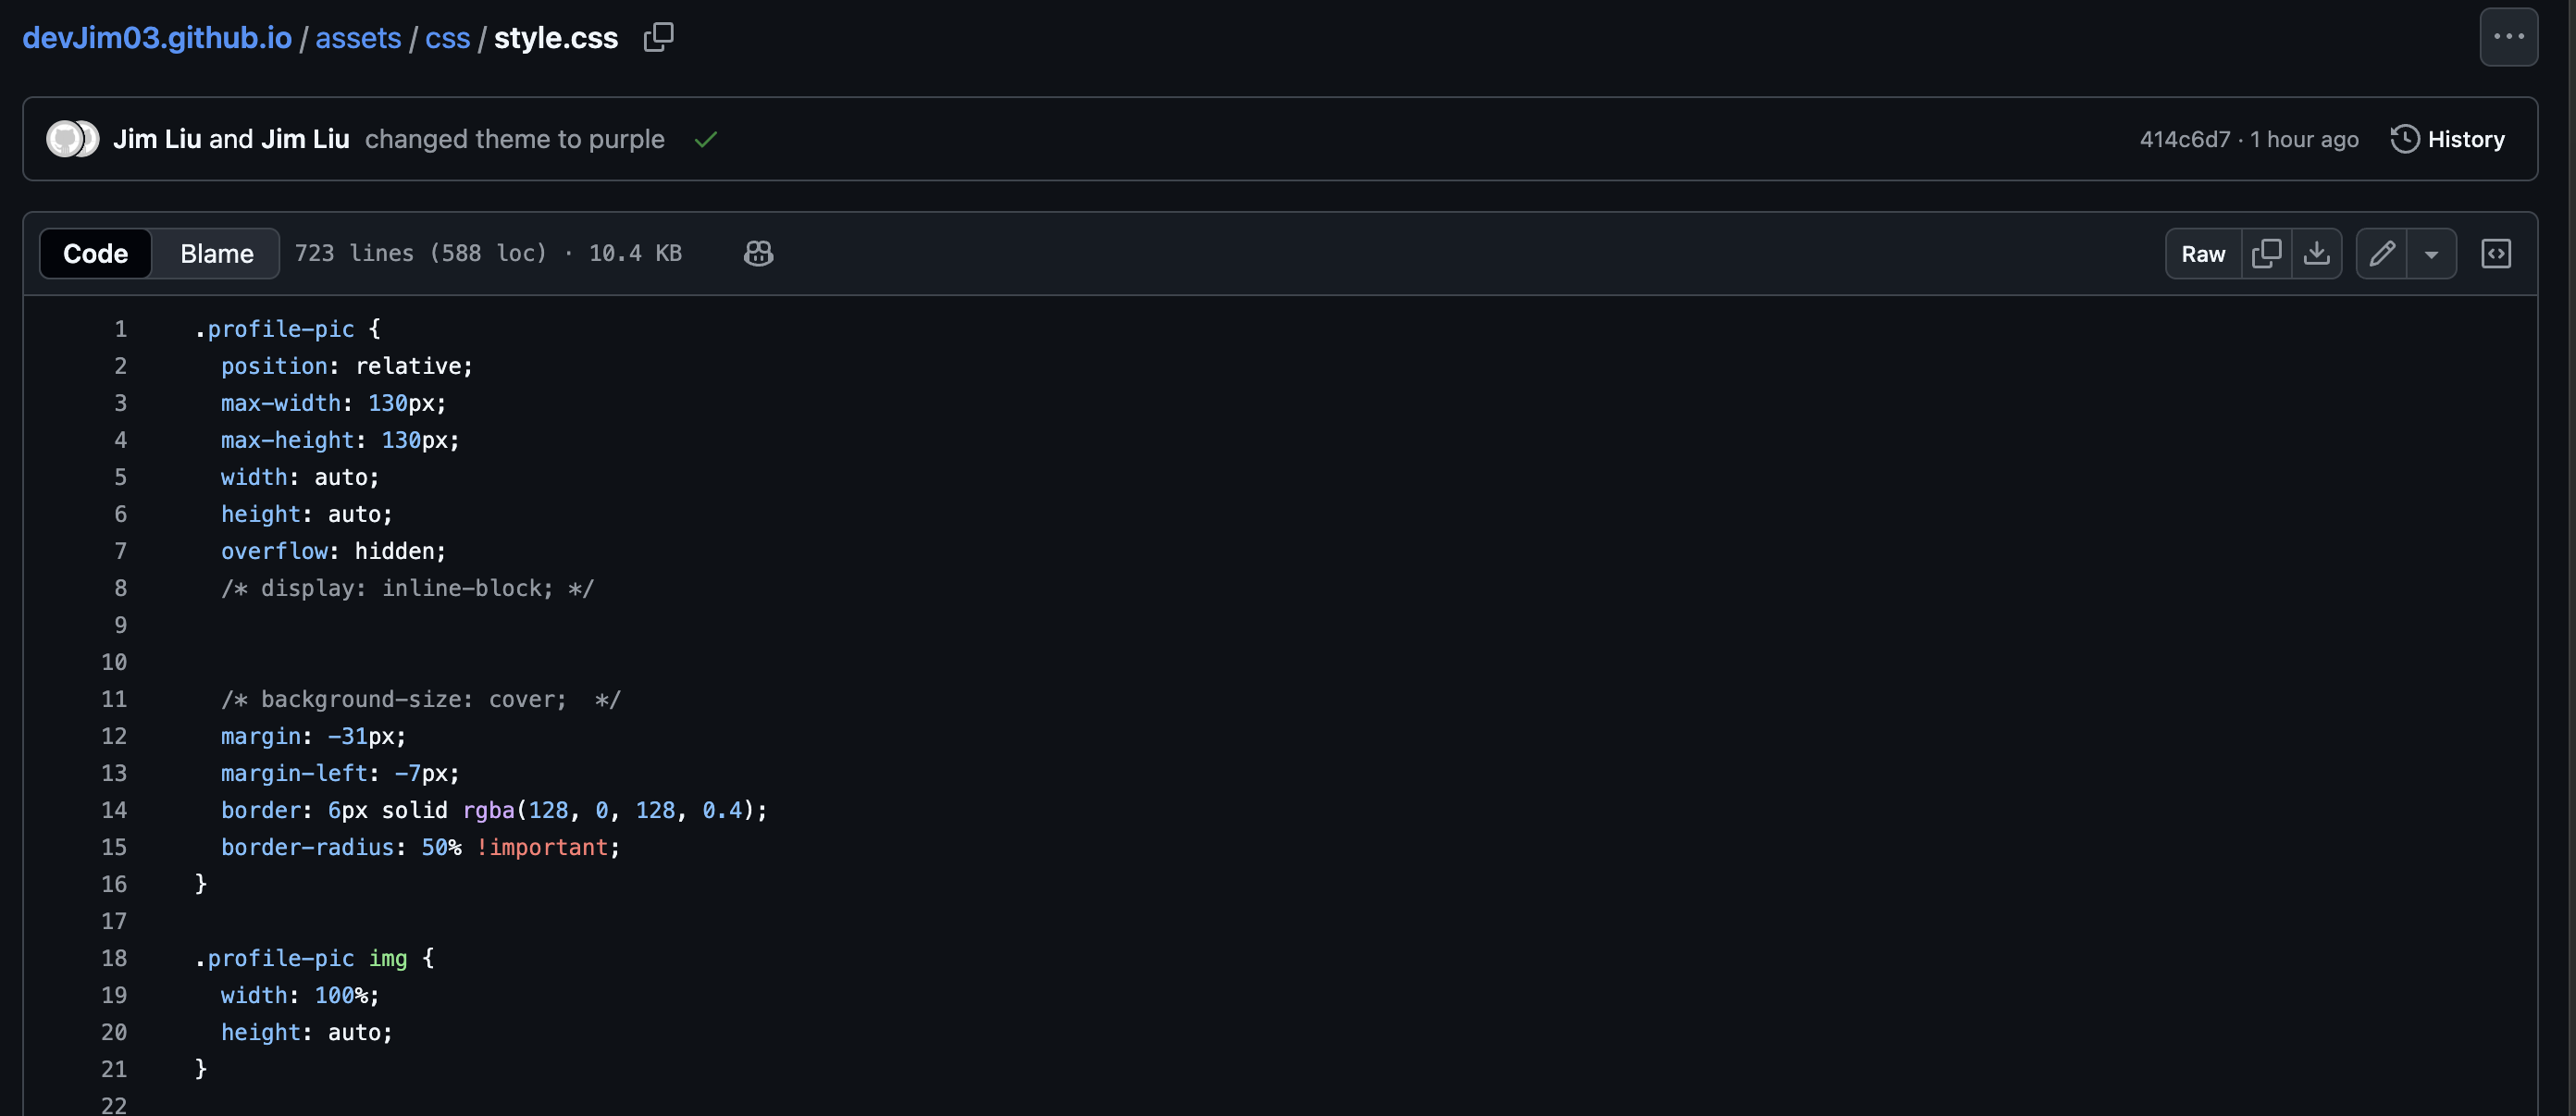 devJim03.github.io / assets / css / style.css
Jim Liu and Jim Liu changed theme to purple 414c6d7 · 1 hour ago History
Code Blame 723 lines (588 loc) · 10.4 KB Raw
1 .profile-pic {
2 position: relative;
3 max-width: 130px;
4 max-height: 130px;
5 width: auto;
6 height: auto;
7 overflow: hidden;
8 /* display: inline-block; */
9
10
11 /* background-size: cover;  */
12 margin: -31px;
13 margin-left: -7px;
14 border: 6px solid rgba(128, 0, 128, 0.4);
15 border-radius: 50% !important;
16 }
17
18 .profile-pic img {
19 width: 100%;
20 height: auto;
21 }
22